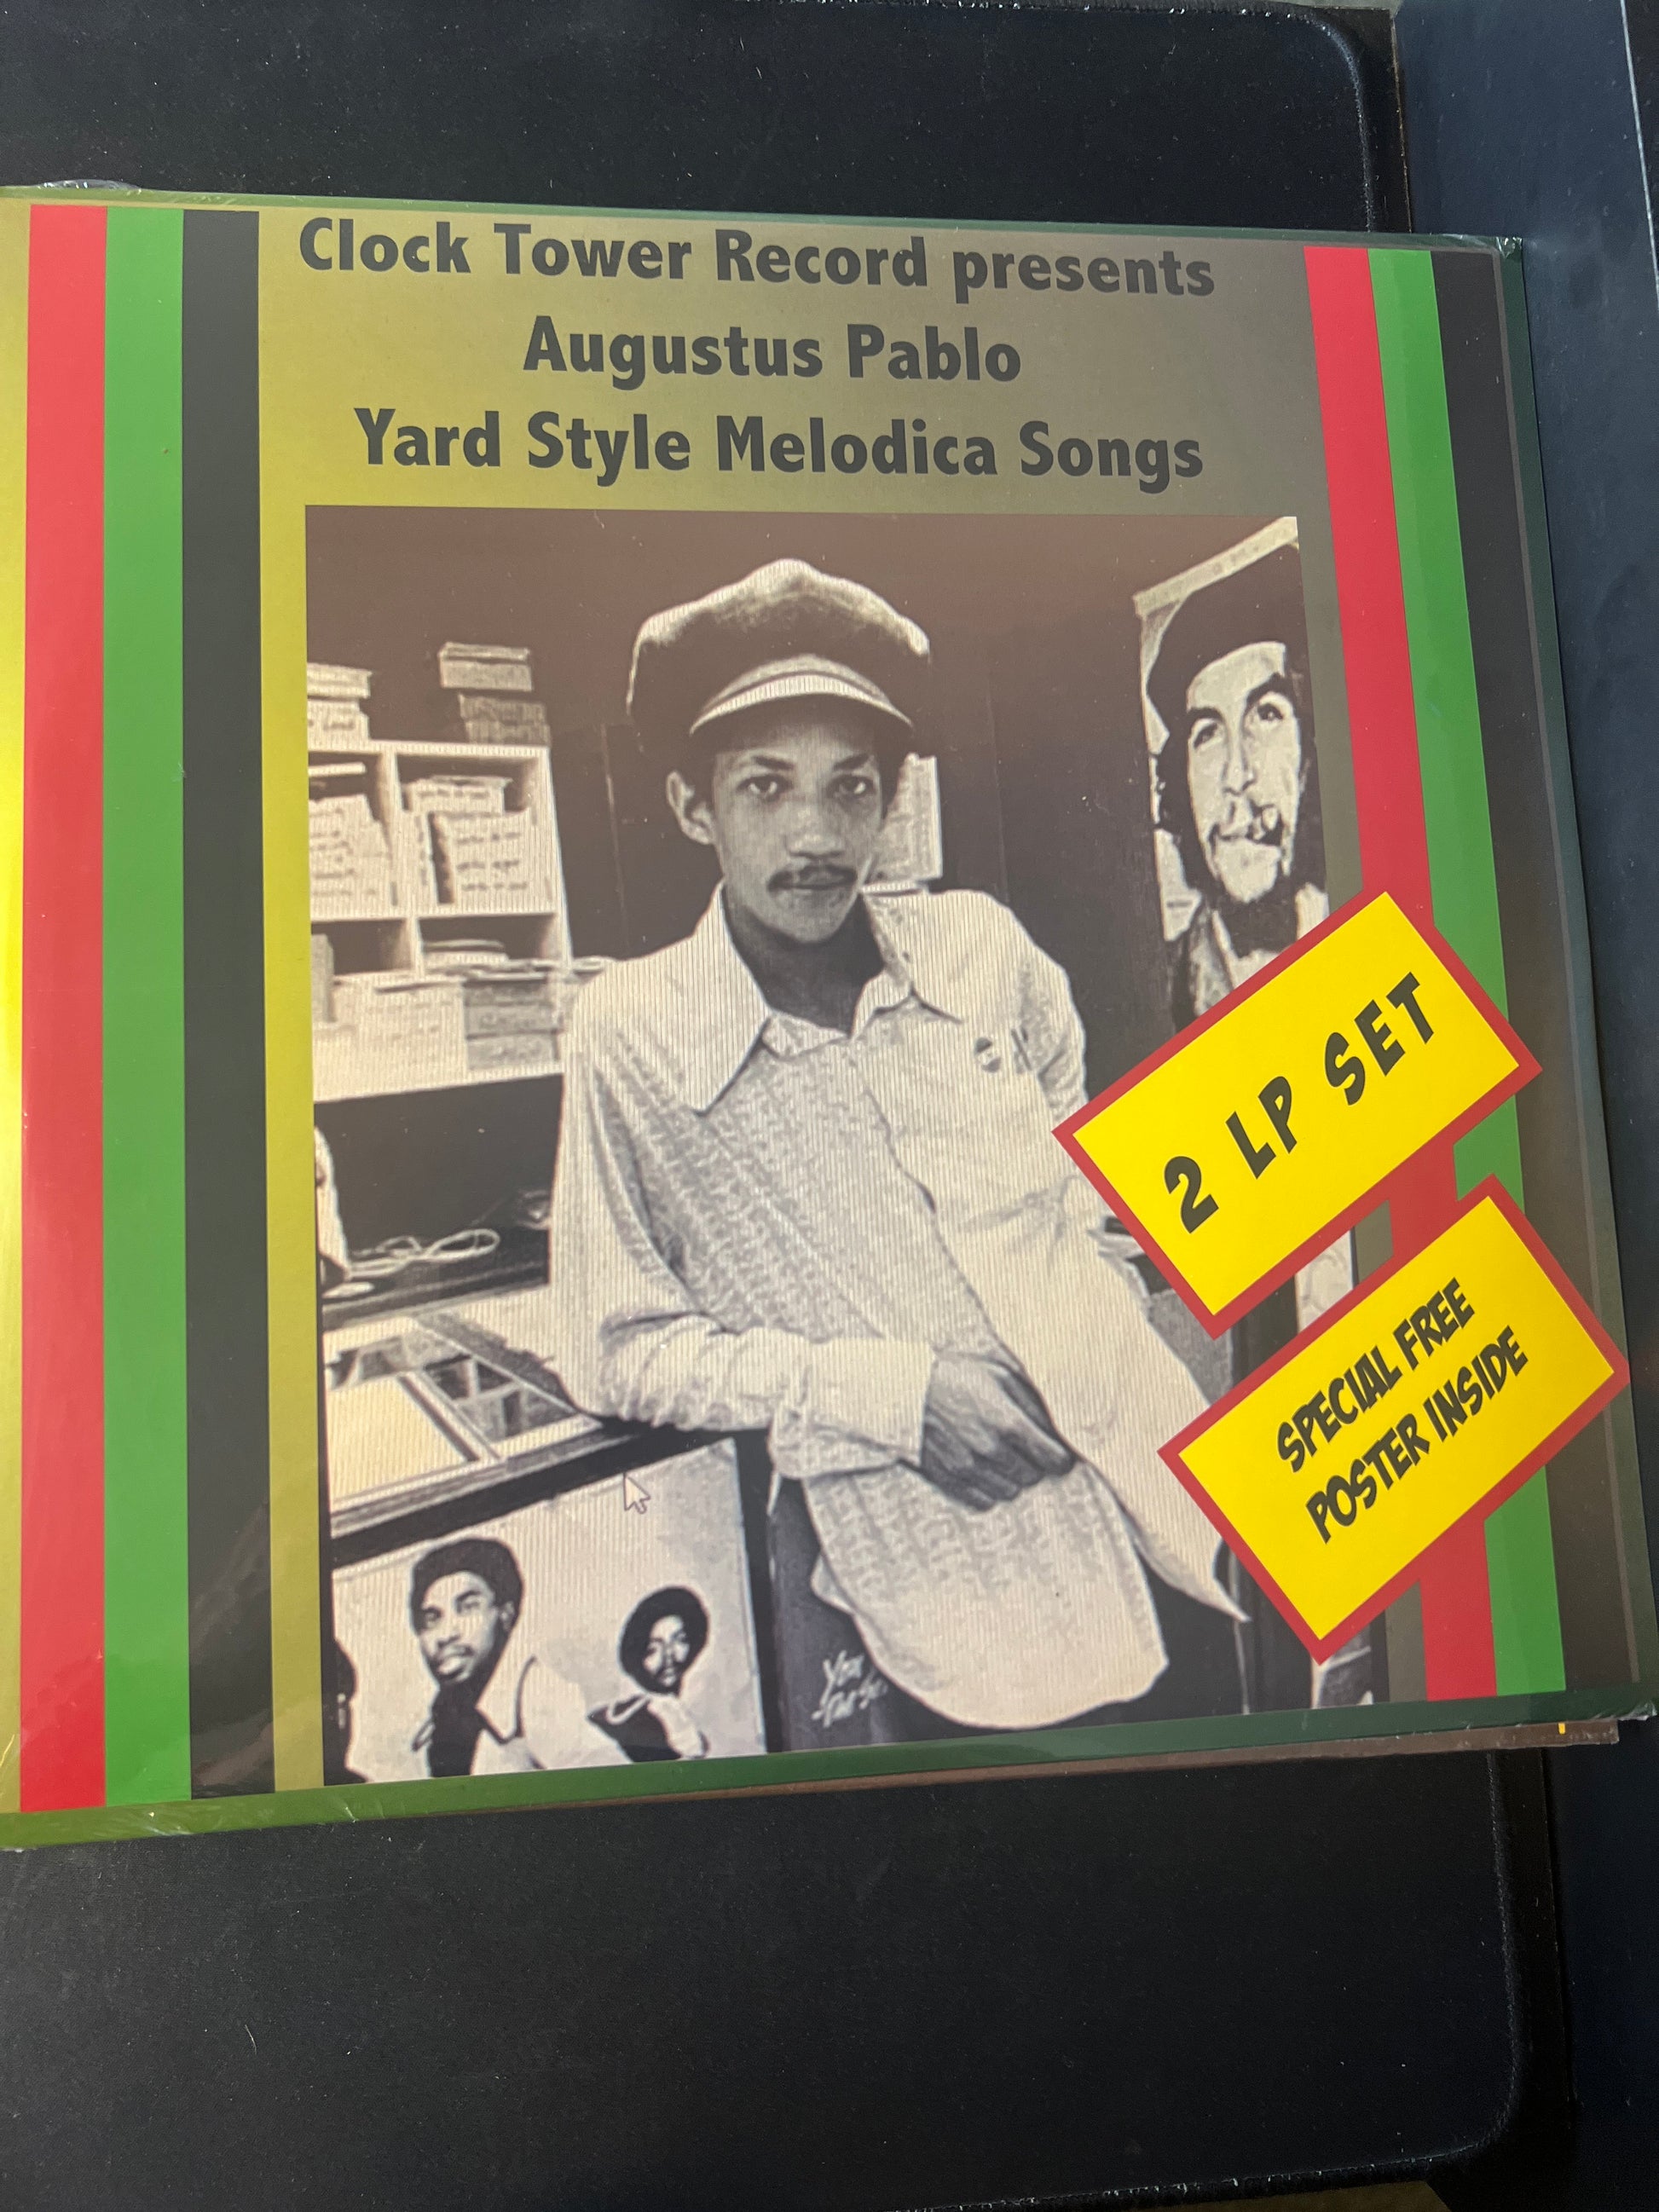 Clock Tower Record presents
Augustus Pablo
Yard Style Melodica Songs
2 LP SET
SPECIAL FREE
POSTER INSIDE